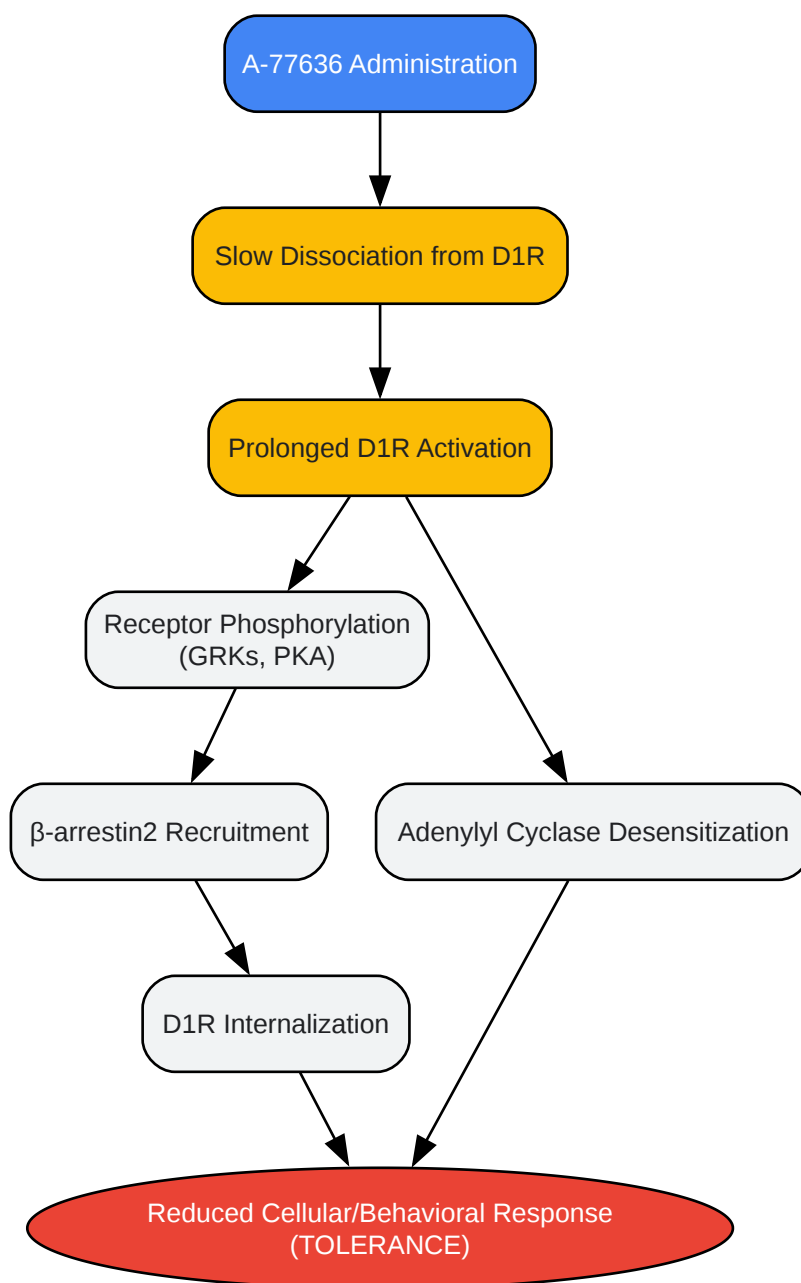 A-77636 Administration
Slow Dissociation from D1R
Prolonged D1R Activation
Receptor Phosphorylation
(GRKs, PKA)
β-arrestin2 Recruitment
Adenylyl Cyclase Desensitization
D1R Internalization
Reduced Cellular/Behavioral Response
(TOLERANCE)